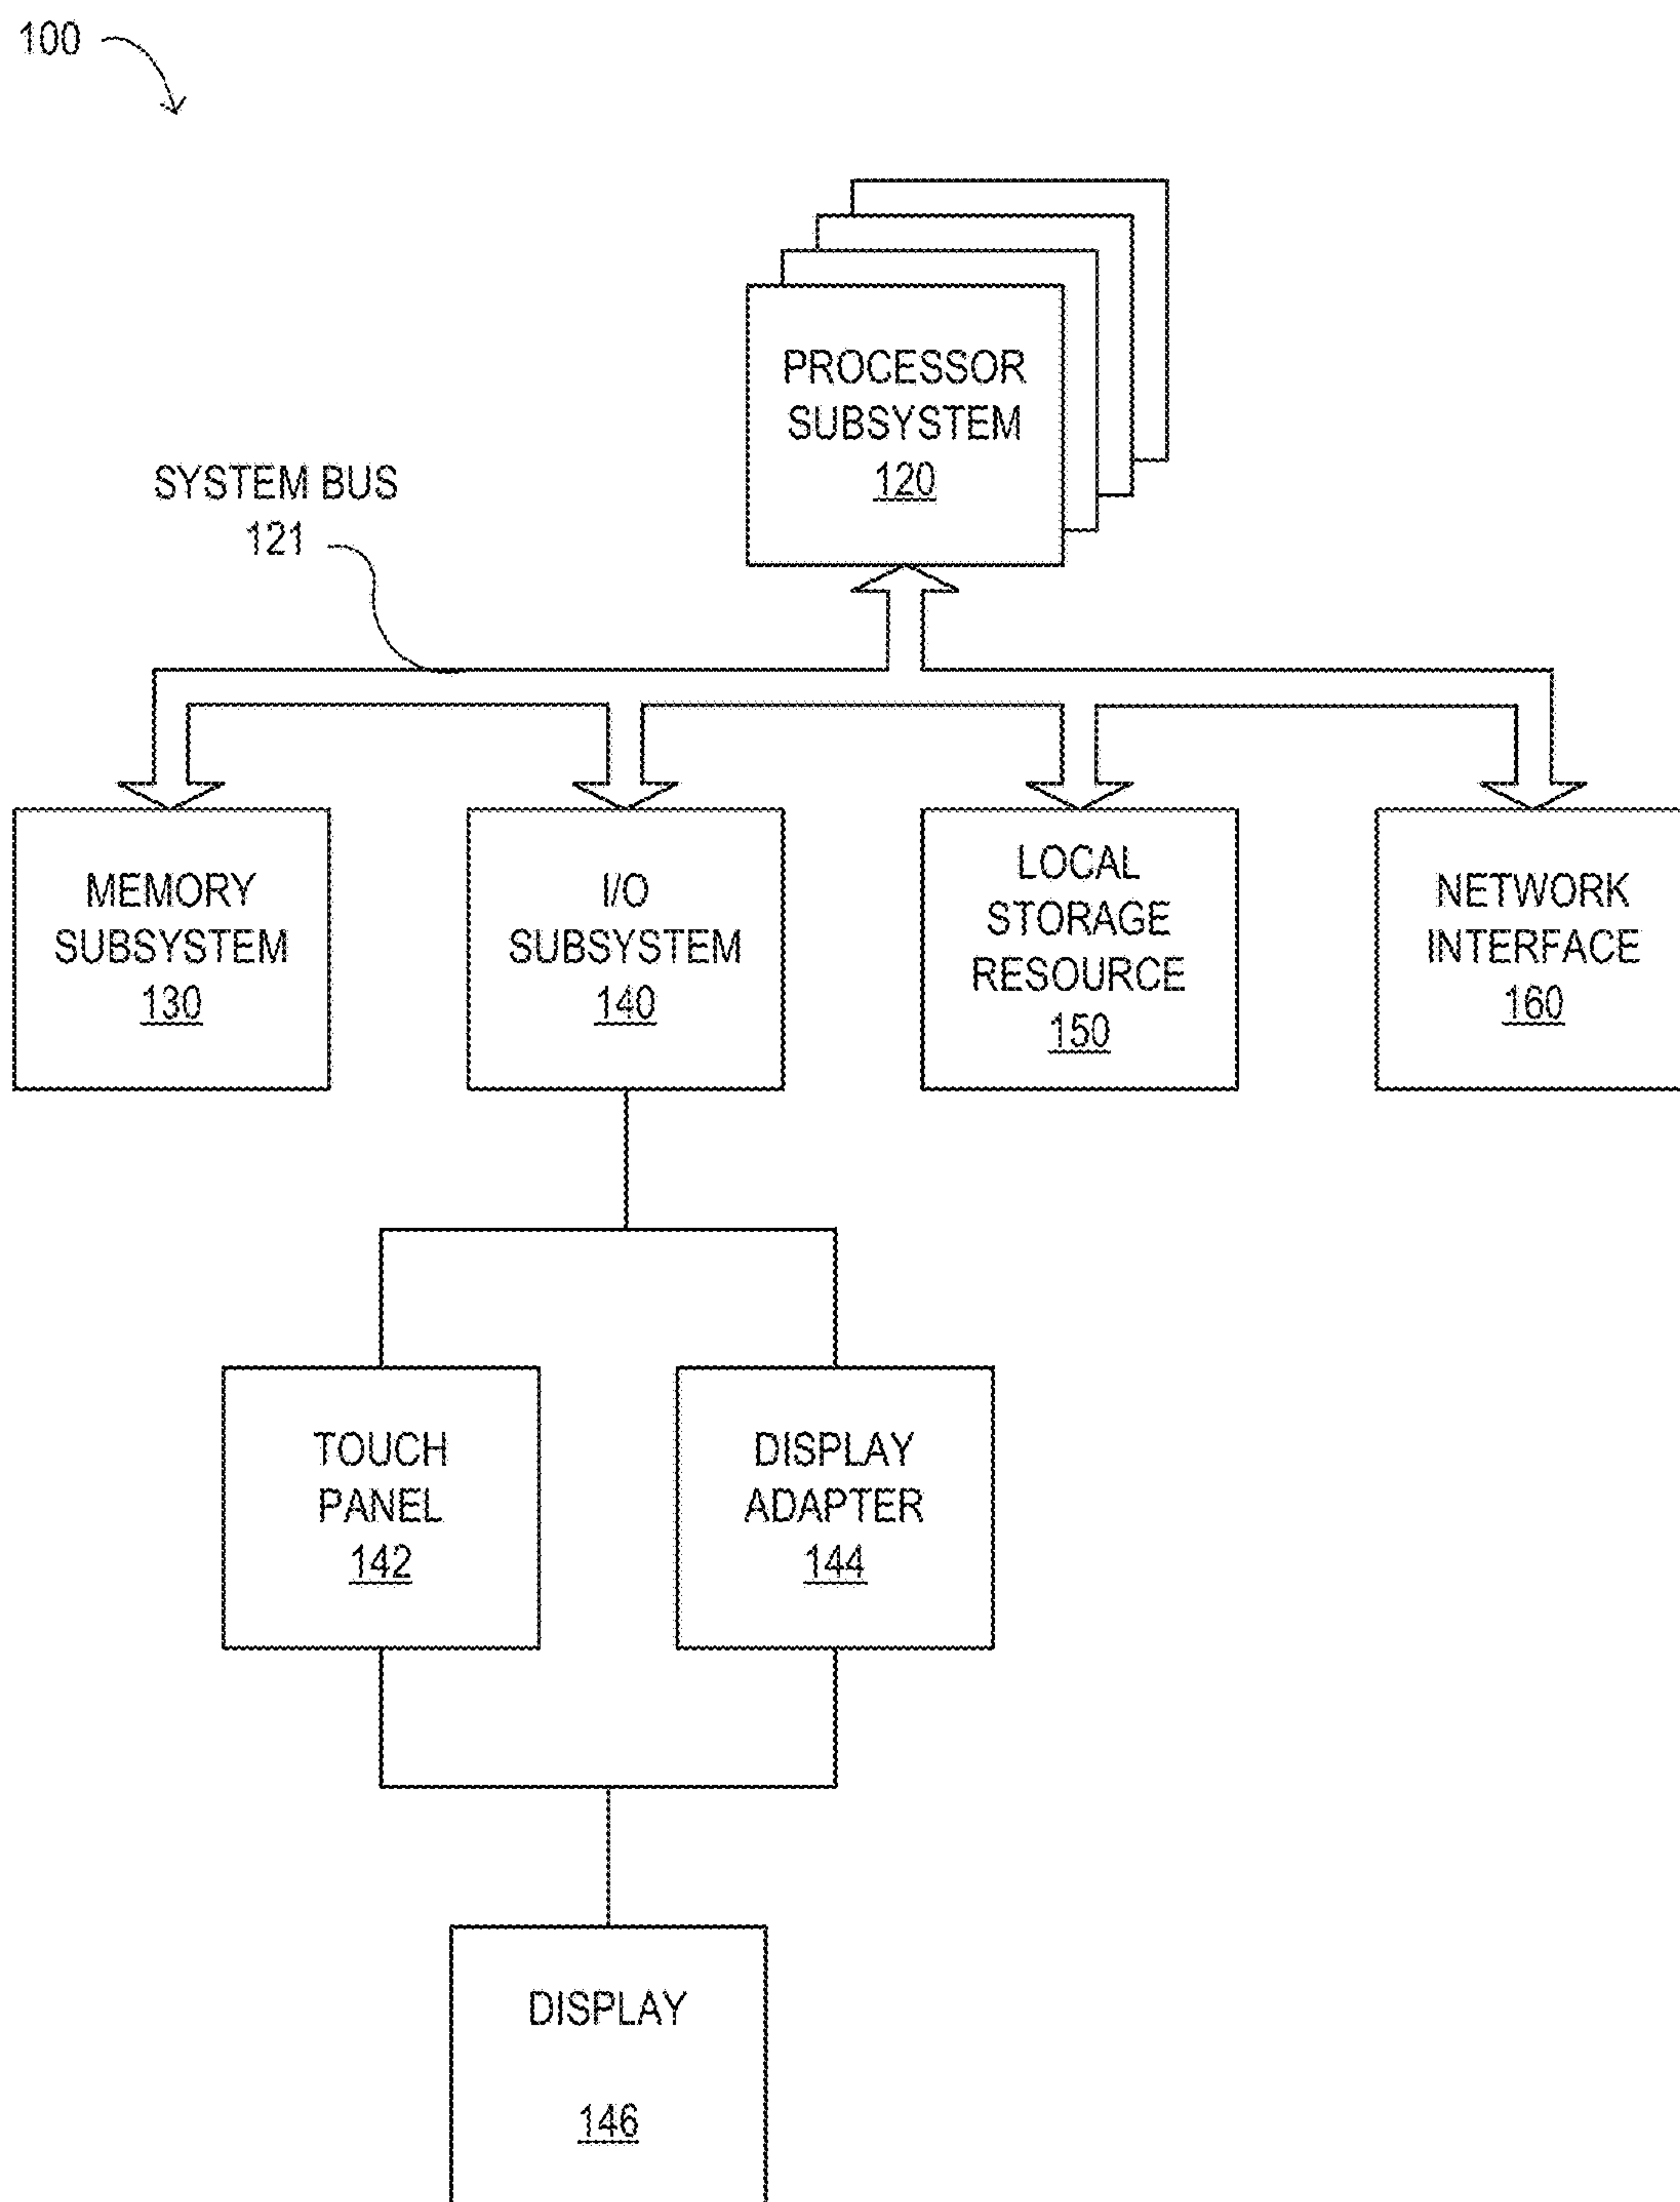 100
PROCESSOR
SUBSYSTEM
120
SYSTEM BUS
121
MEMORY
SUBSYSTEM
130
I/O
SUBSYSTEM
140
LOCAL
STORAGE
RESOURCE
150
NETWORK
INTERFACE
160
TOUCH
PANEL
142
DISPLAY
ADAPTER
144
DISPLAY
146